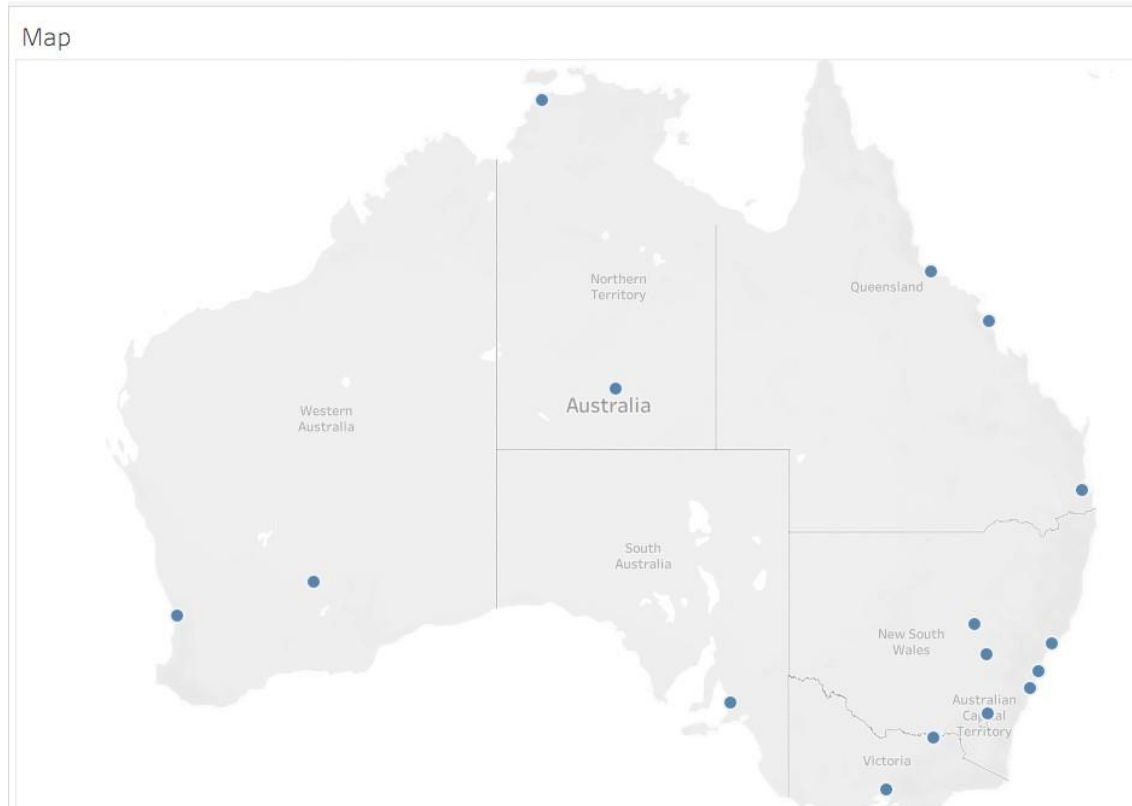 Map
Northern
Territory
Queensland
Australia
Western
Australia
South
Australia
New South
Wales
Australian
Capital
Territory
Victoria